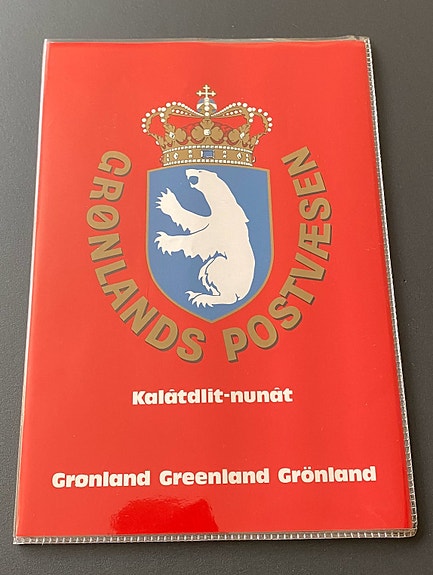 GRØNLANDS POSTVÆSEN
Kalâtdlit-nunât
Grønland Greenland Grönland